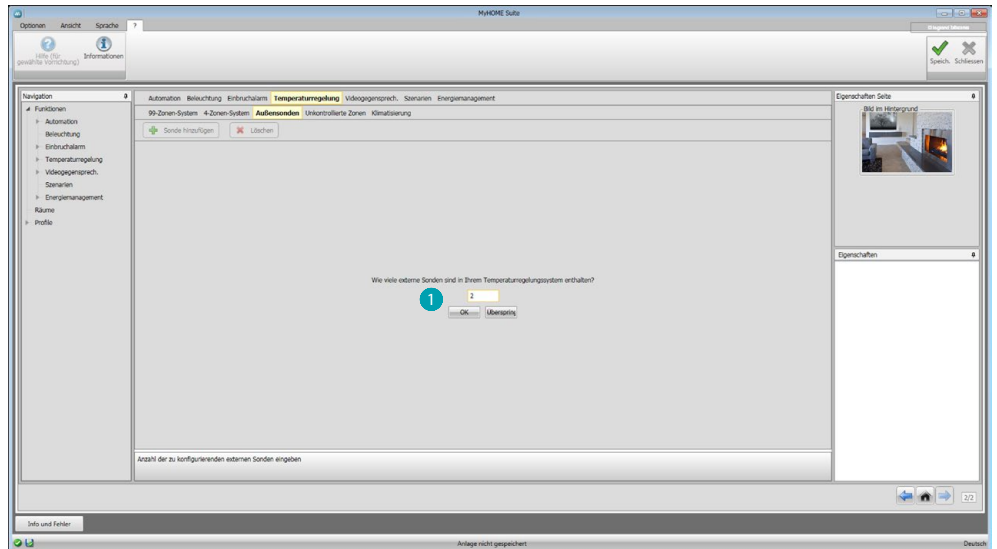 MyHOME Suite
Optionen Ansicht Sprache ?
Hilfe (für gewählte Vorrichtung)
Informationen
Speich. Schliessen
Navigation
Funktionen
Automation
Beleuchtung
Einbruchalarm
Temperaturregelung
Videogegensprech.
Szenarien
Energiemanagement
Räume
Profile
Automation Beleuchtung Einbruchalarm Temperaturregelung Videogegensprech. Szenarien Energiemanagement
99-Zonen-System 4-Zonen-System Außensonden Unkontrollierte Zonen Klimatisierung
Sonde hinzufügen Löschen
Wie viele externe Sonden sind in Ihrem Temperaturregelungssystem enthalten?
1
2
OK Überspring
Anzahl der zu konfigurierenden externen Sonden eingeben
Eigenschaften Seite
Bild im Hintergrund
Eigenschaften
2/2
Info und Fehler
Anlage nicht gespeichert
Deutsch